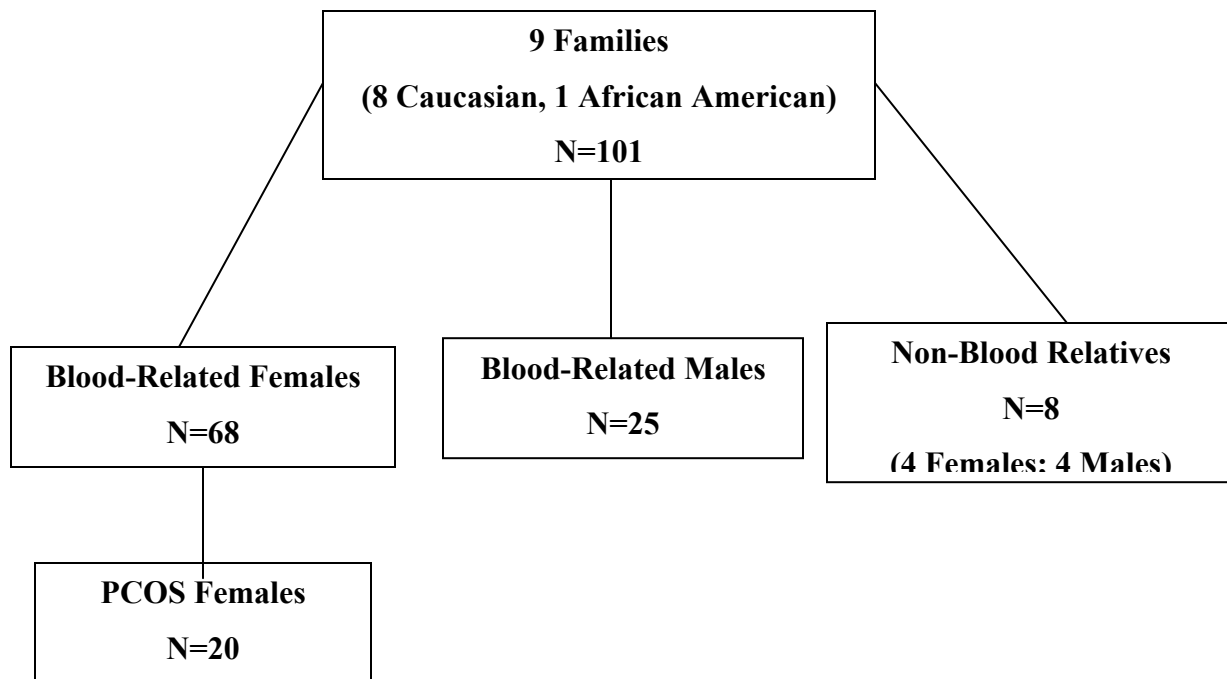 9 Families
(8 Caucasian, 1 African American)
N=101
Blood-Related Females
N=68
Blood-Related Males
N=25
Non-Blood Relatives
N=8
(4 Females; 4 Males)
PCOS Females
N=20